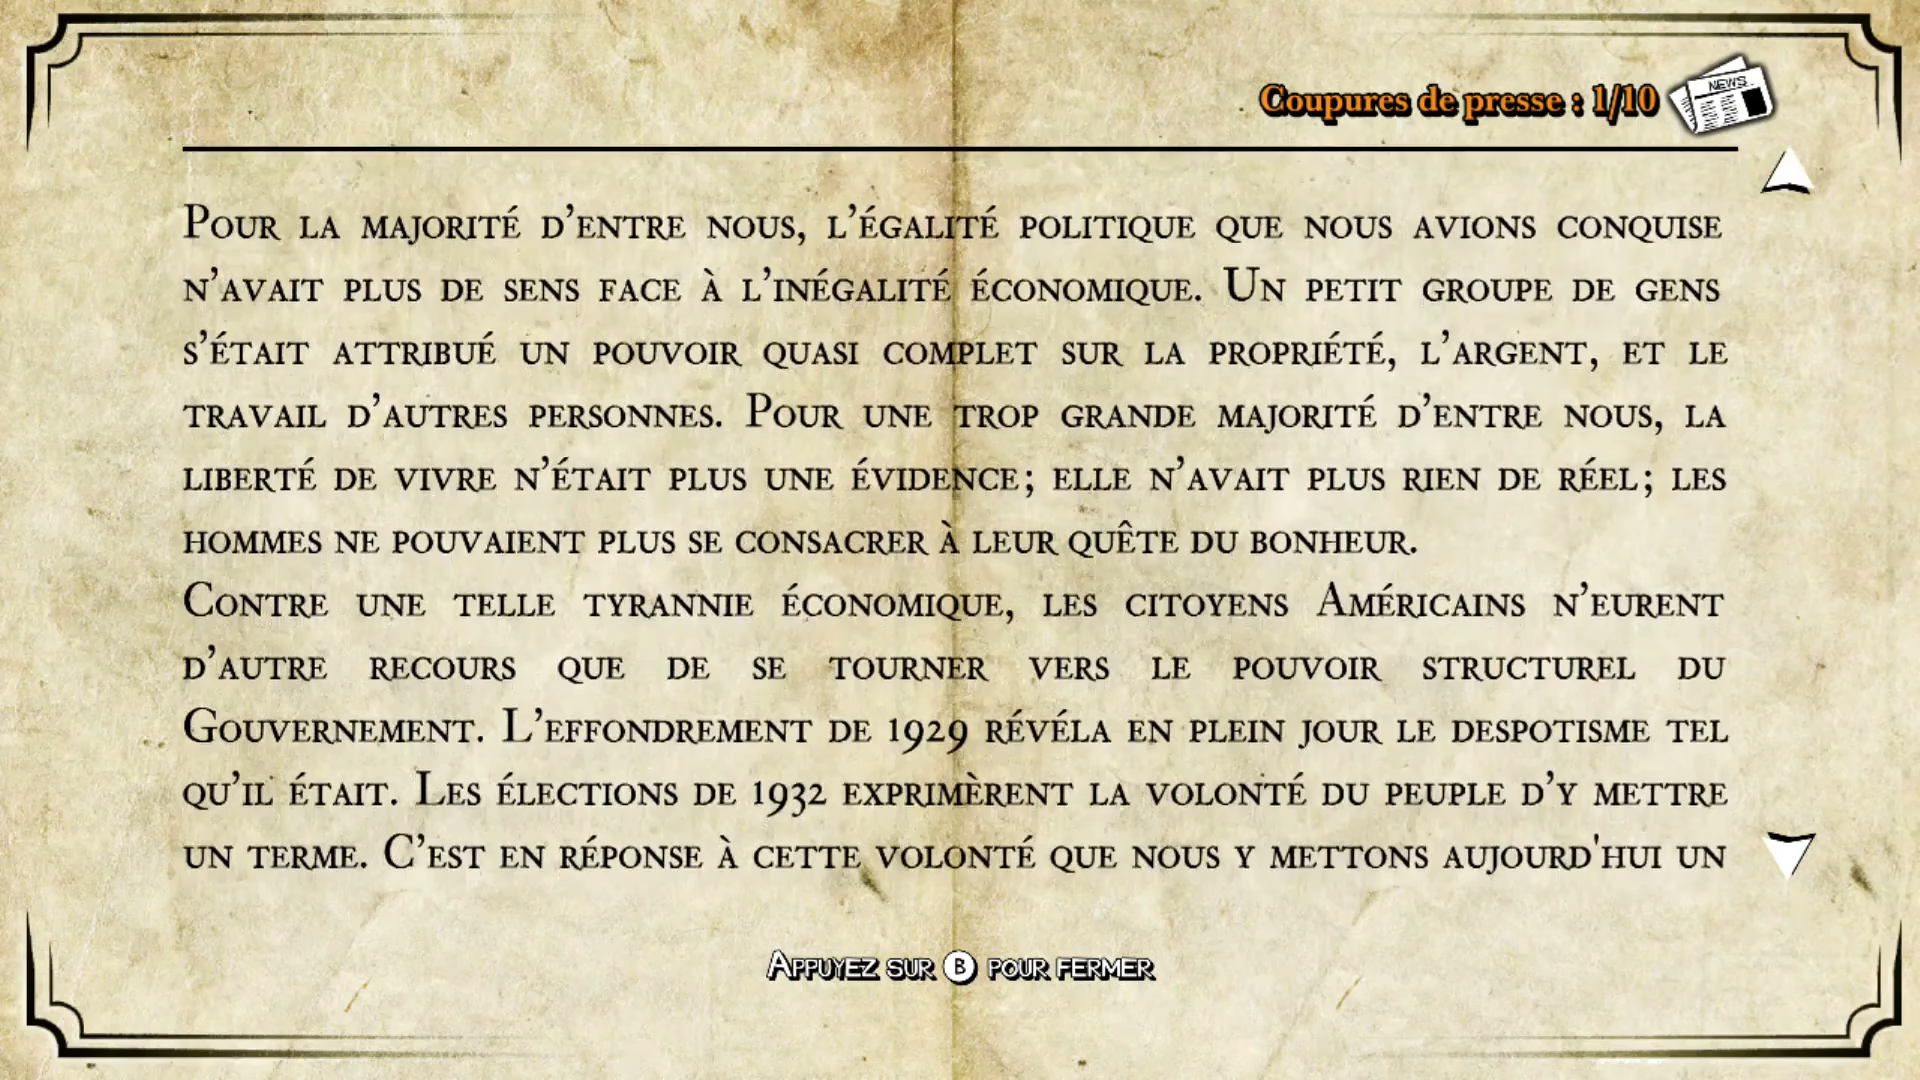 Coupures de presse : 1/10
NEWS
Pour la majorité d'entre nous, l'égalité politique que nous avions conquise
n'avait plus de sens face à l'inégalité économique. Un petit groupe de gens
s'était attribué un pouvoir quasi complet sur la propriété, l'argent, et le
travail d'autres personnes. Pour une trop grande majorité d'entre nous, la
liberté de vivre n'était plus une évidence; elle n'avait plus rien de réel; les
hommes ne pouvaient plus se consacrer à leur quête du bonheur.
Contre une telle tyrannie économique, les citoyens Américains n'eurent
d'autre recours que de se tourner vers le pouvoir structurel du
Gouvernement. L'effondrement de 1929 révéla en plein jour le despotisme tel
qu'il était. Les élections de 1932 exprimèrent la volonté du peuple d'y mettre
un terme. C'est en réponse à cette volonté que nous y mettons aujourd'hui un
Appuyez sur B pour fermer